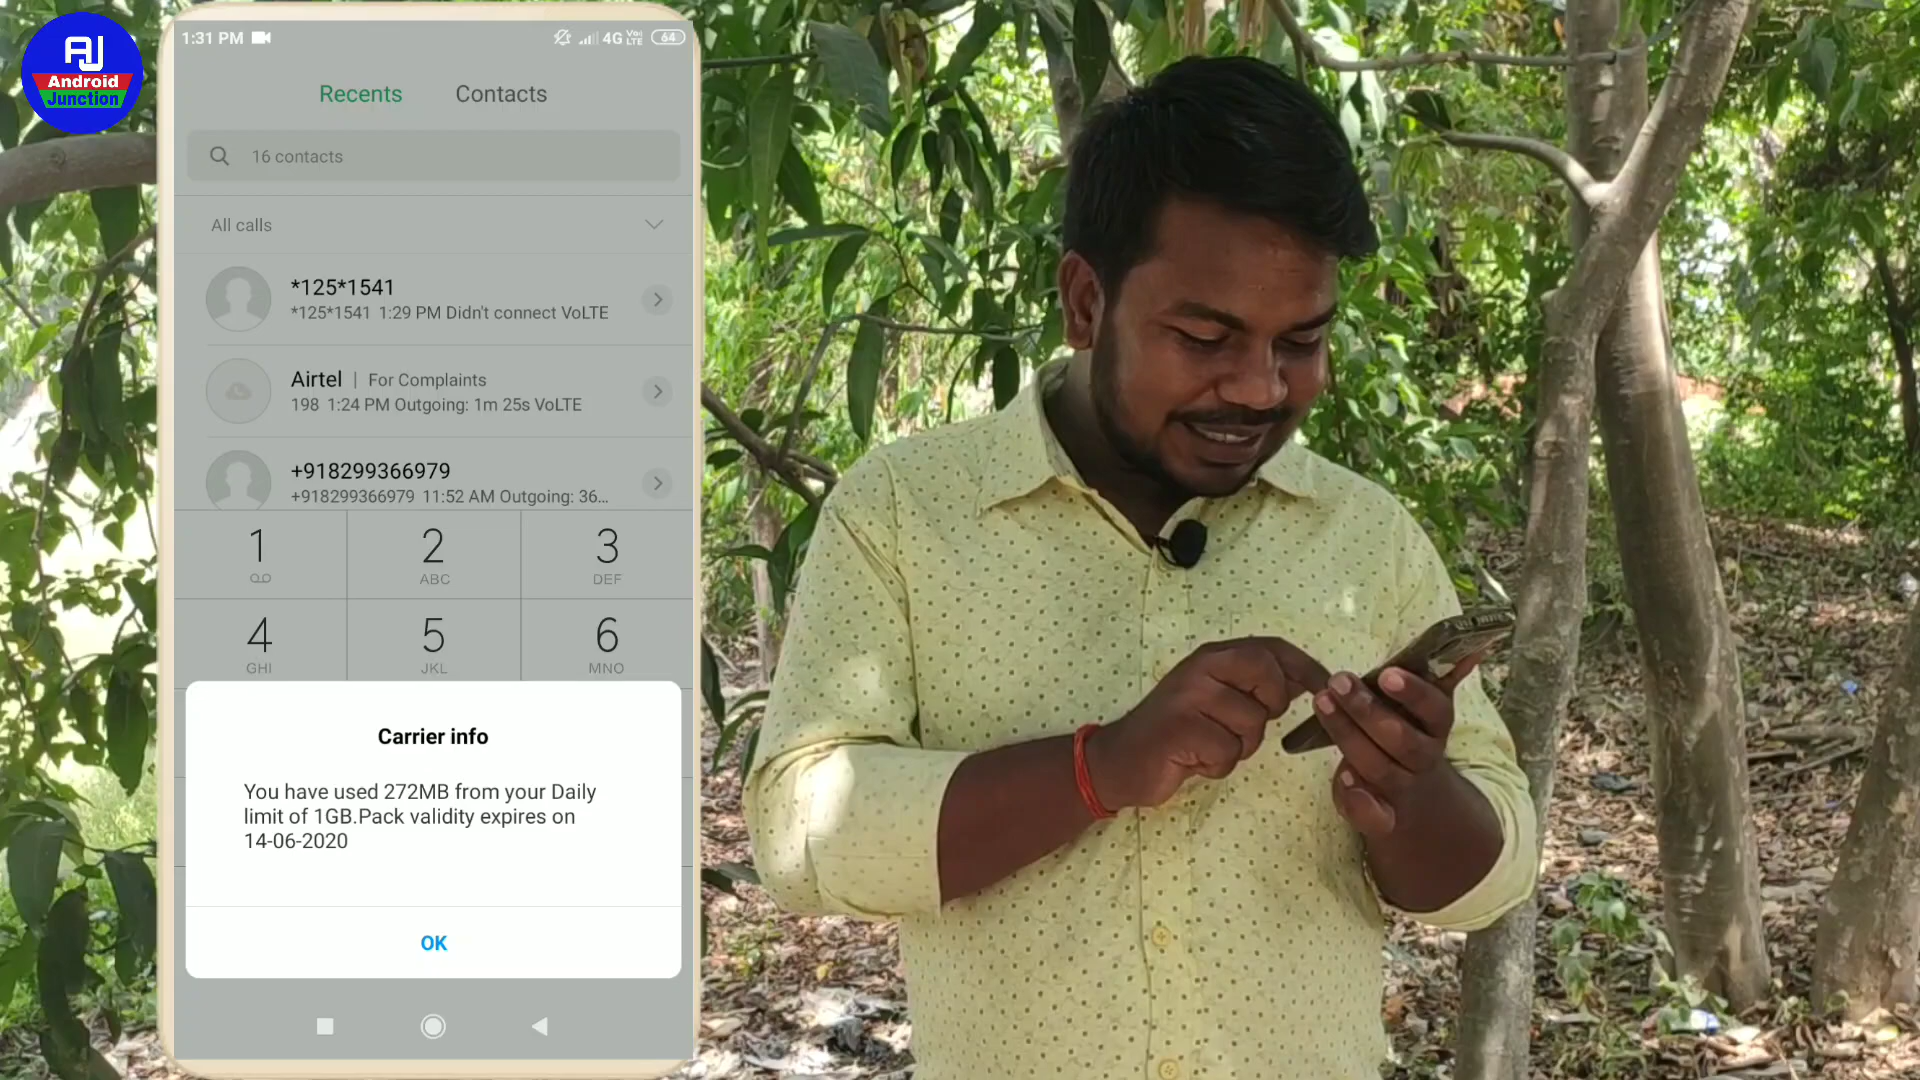 AJ
Android
Junction
1:31 PM
4G Vo LTE 64
Recents Contacts
16 contacts
All calls
*125*1541
*125*1541 1:29 PM Didn't connect VoLTE
Airtel | For Complaints
198 1:24 PM Outgoing: 1m 25s VoLTE
+918299366979
+918299366979 11:52 AM Outgoing: 36...
1 2 3
ABC DEF
4 5 6
GHI JKL MNO
Carrier info
You have used 272MB from your Daily
limit of 1GB.Pack validity expires on
14-06-2020
OK